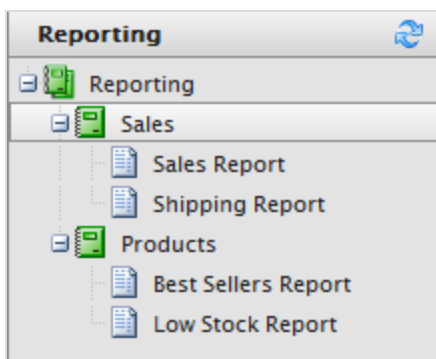 Reporting
Reporting
Sales
Sales Report
Shipping Report
Products
Best Sellers Report
Low Stock Report